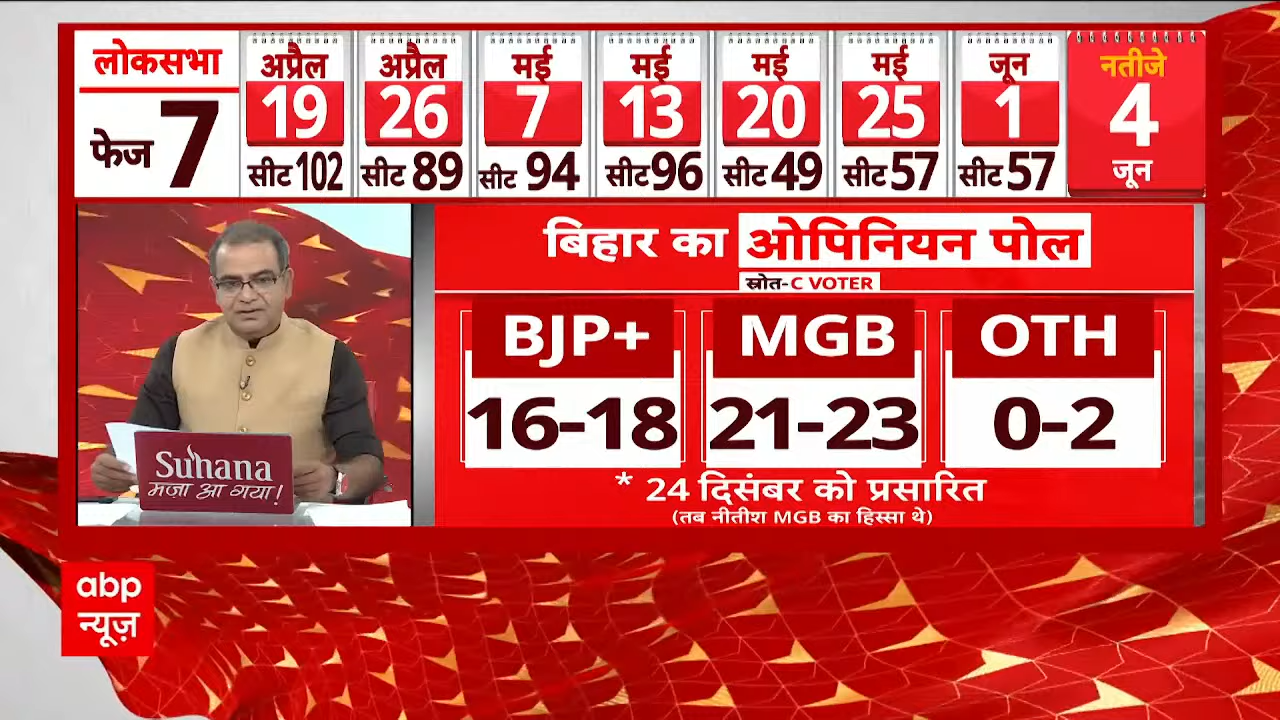 लोकसभा
फेज 7
अप्रैल
19
सीट 102
अप्रैल
26
सीट 89
मई
7
सीट 94
मई
13
सीट 96
मई
20
सीट 49
मई
25
सीट 57
जून
1
सीट 57
नतीजे
4
जून
बिहार का ओपिनियन पोल
स्रोत- C VOTER
BJP+ MGB OTH
16-18 21-23 0-2
* 24 दिसंबर को प्रसारित
(तब नीतीश MGB का हिस्सा थे)
Suhana
मज़ा आ गया!
abp
न्यूज़